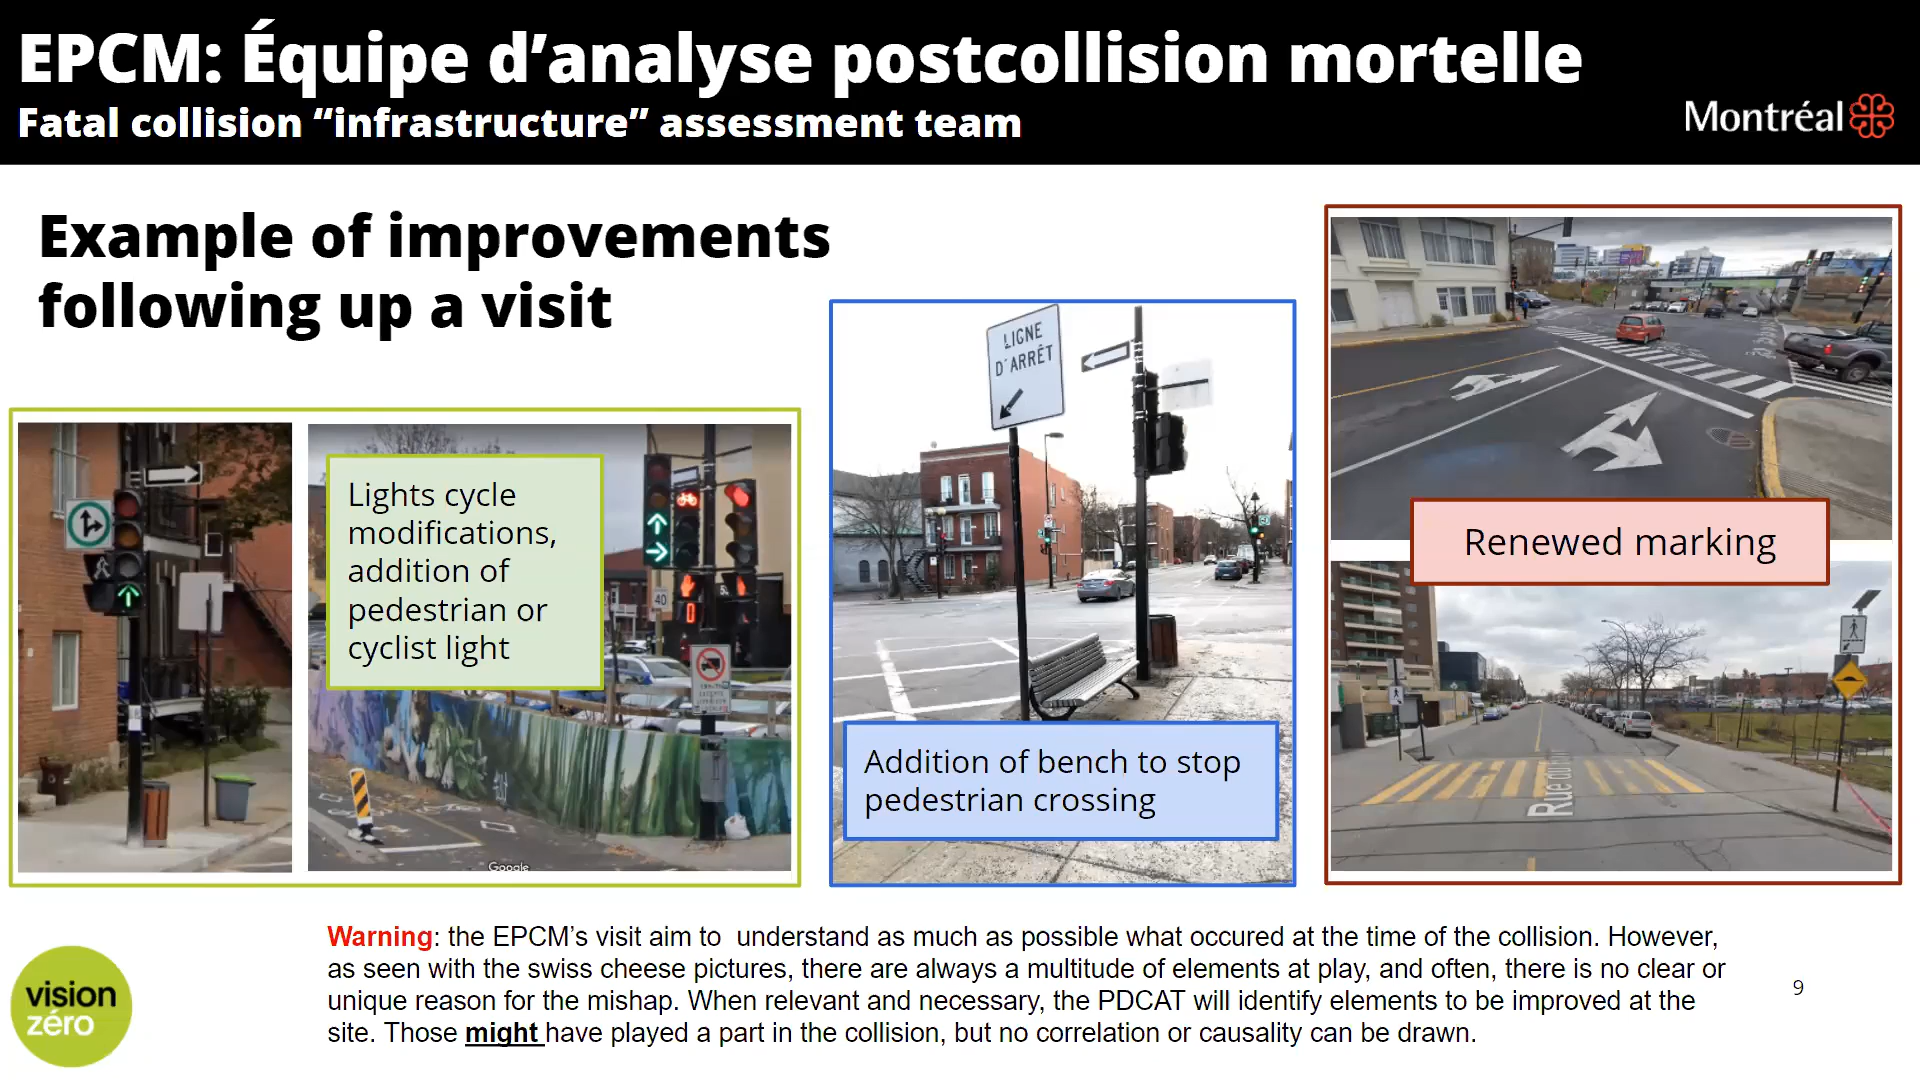 EPCM: Équipe d’analyse postcollision mortelle
Fatal collision “infrastructure” assessment team
Montréal
Example of improvements
following up a visit
Lights cycle
modifications,
addition of
pedestrian or
cyclist light
40
Google
LIGNE
D'ARRÊT
Addition of bench to stop
pedestrian crossing
Renewed marking
Warning: the EPCM’s visit aim to  understand as much as possible what occured at the time of the collision. However,
as seen with the swiss cheese pictures, there are always a multitude of elements at play, and often, there is no clear or
unique reason for the mishap. When relevant and necessary, the PDCAT will identify elements to be improved at the
site. Those might have played a part in the collision, but no correlation or causality can be drawn.
vision
zéro
9